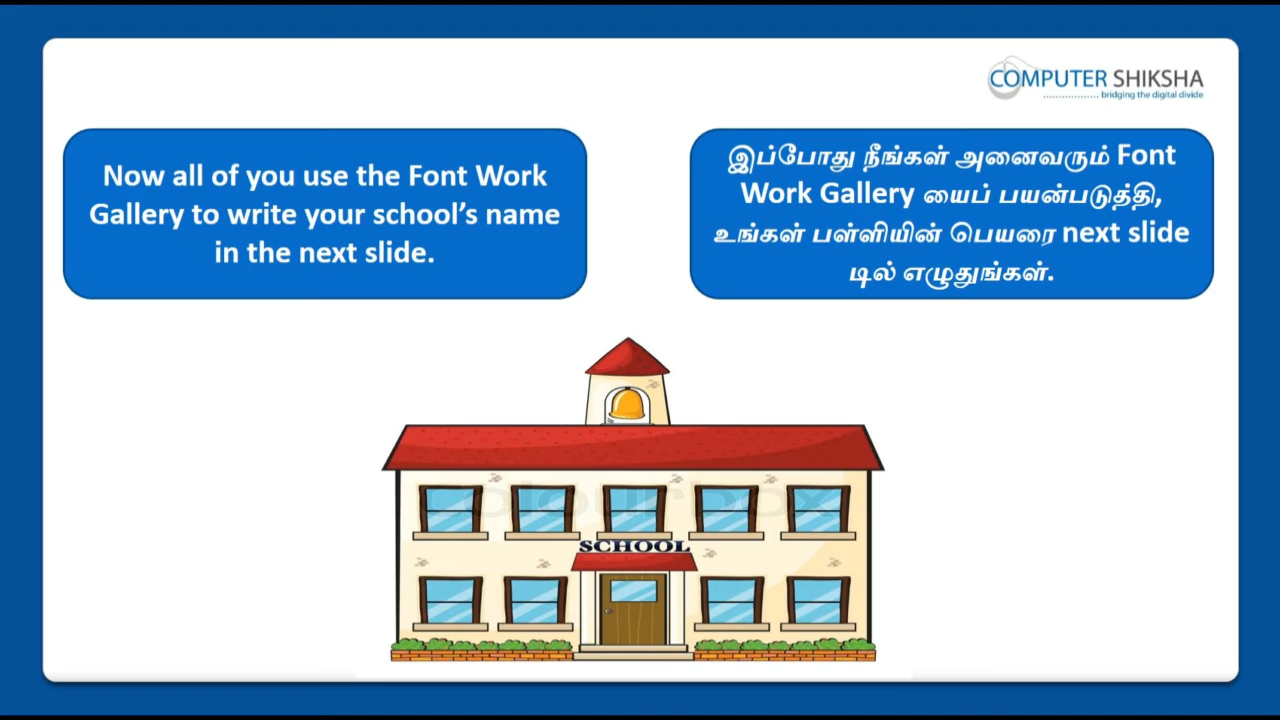 COMPUTER SHIKSHA
bridging the digital divide
Now all of you use the Font Work
Gallery to write your school's name
in the next slide.
இப்போது நீங்கள் அனைவரும் Font
Work Gallery யைப் பயன்படுத்தி,
உங்கள் பள்ளியின் பெயரை next slide
டில் எழுதுங்கள்.
colourbox
SCHOOL